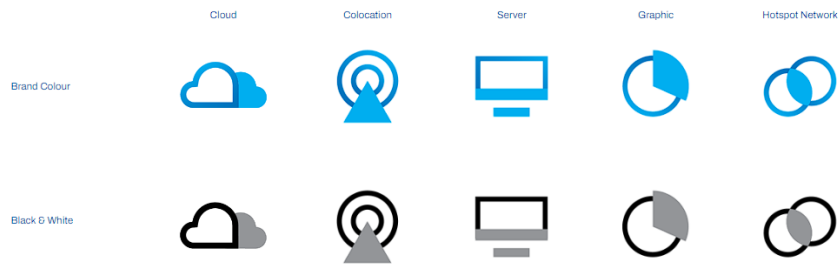 Cloud
Colocation
Server
Graphic
Hotspot Network
Brand Colour
Black & White